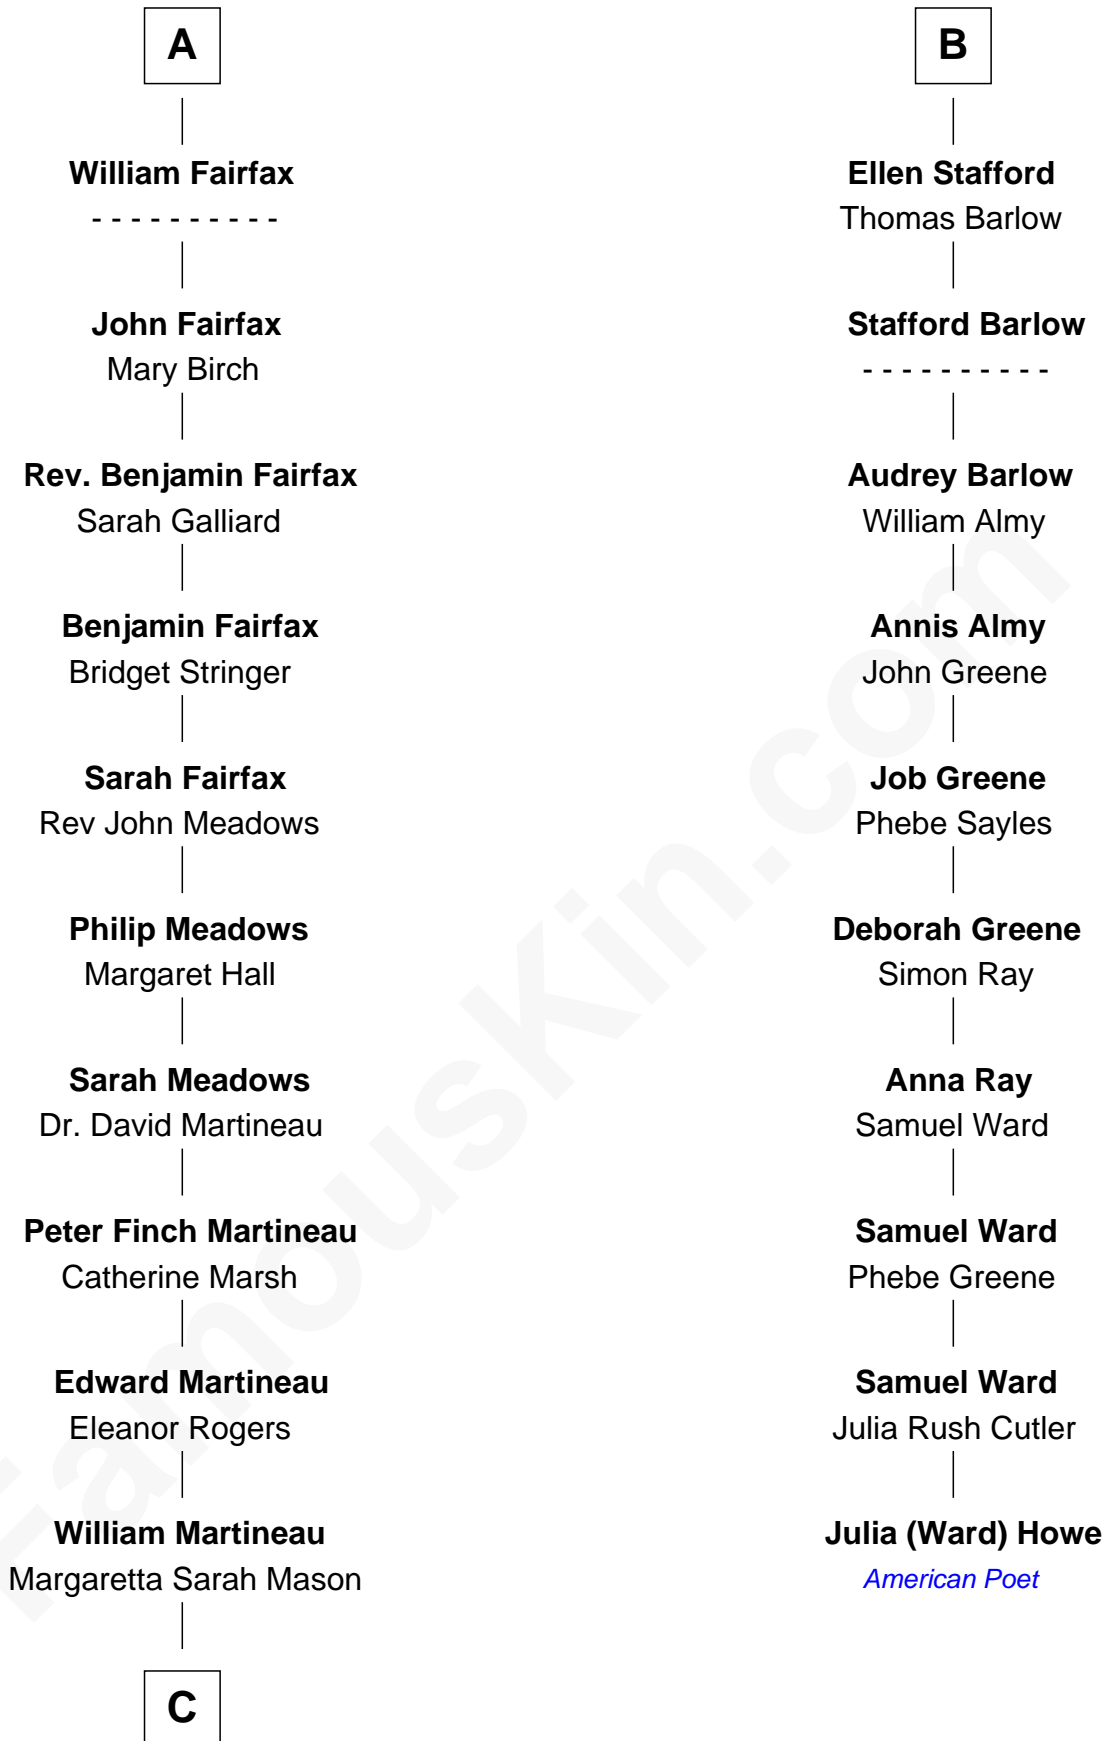 A
William Fairfax
- - - - - - - - - -
John Fairfax
Mary Birch
Rev. Benjamin Fairfax
Sarah Galliard
Benjamin Fairfax
Bridget Stringer
Sarah Fairfax
Rev John Meadows
Philip Meadows
Margaret Hall
Sarah Meadows
Dr. David Martineau
Peter Finch Martineau
Catherine Marsh
Edward Martineau
Eleanor Rogers
William Martineau
Margaretta Sarah Mason
C
B
Ellen Stafford
Thomas Barlow
Stafford Barlow
- - - - - - - - - -
Audrey Barlow
William Almy
Annis Almy
John Greene
Job Greene
Phebe Sayles
Deborah Greene
Simon Ray
Anna Ray
Samuel Ward
Samuel Ward
Phebe Greene
Samuel Ward
Julia Rush Cutler
Julia (Ward) Howe
American Poet
FamousKin.com